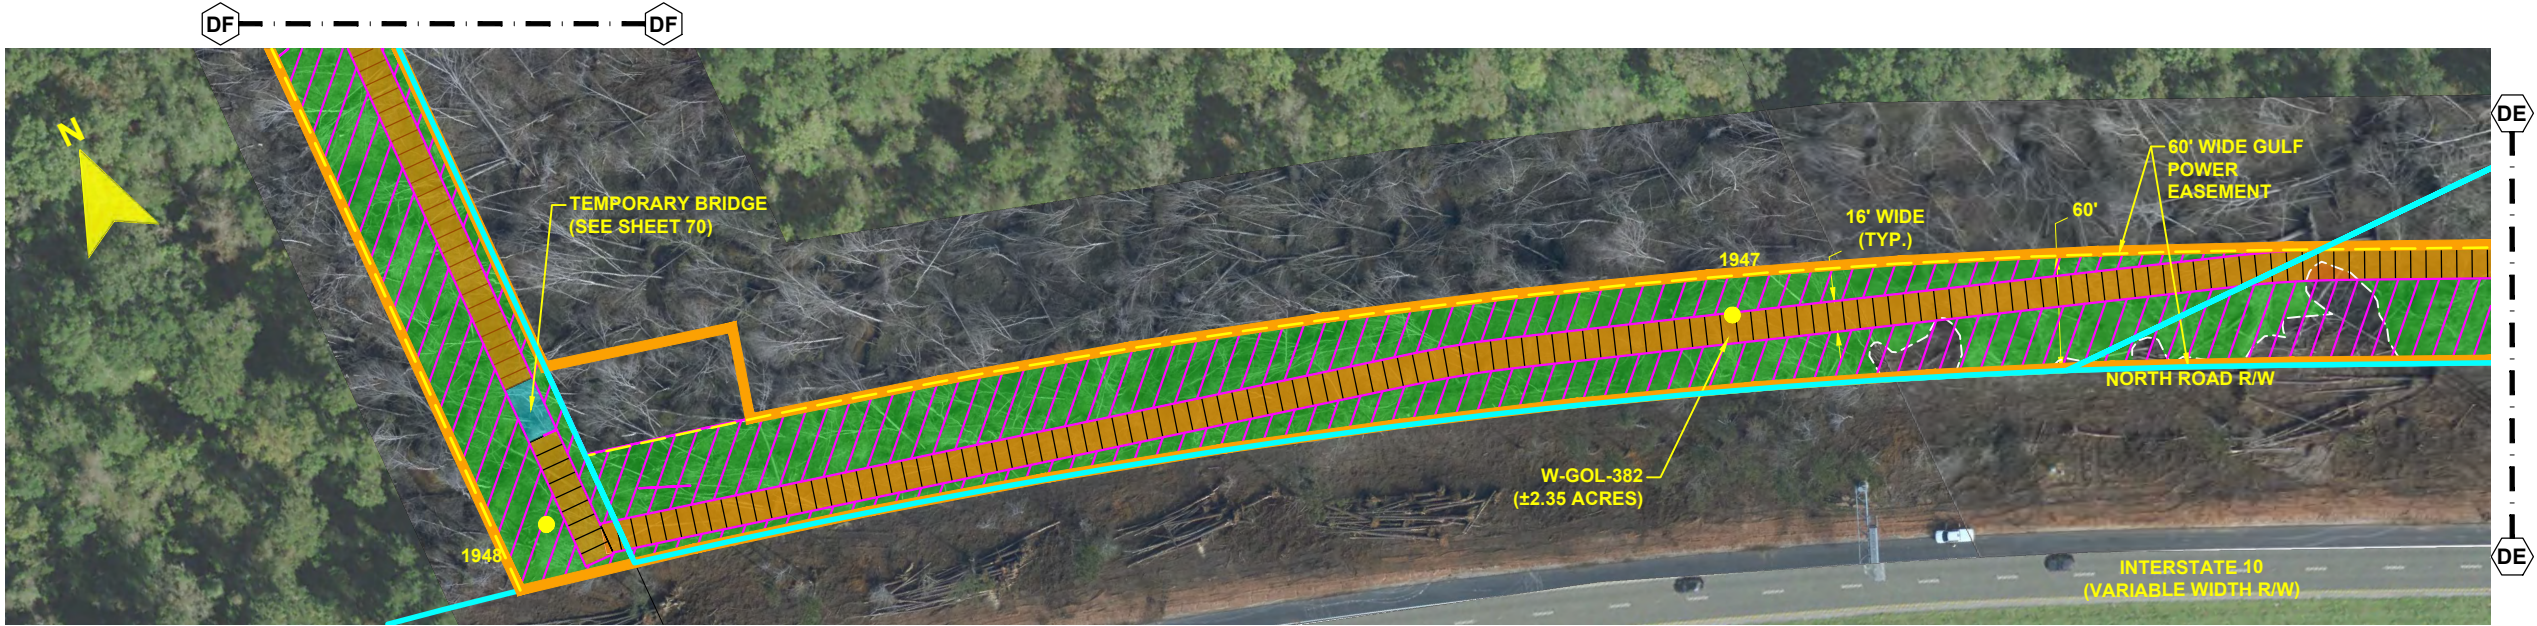 DF
DF
N
DE
60' WIDE GULF
POWER
EASEMENT
TEMPORARY BRIDGE
(SEE SHEET 70)
60'
16' WIDE
(TYP.)
1947
NORTH ROAD R/W
W-GOL-382
(±2.35 ACRES)
1948
DE
INTERSTATE 10
(VARIABLE WIDTH R/W)